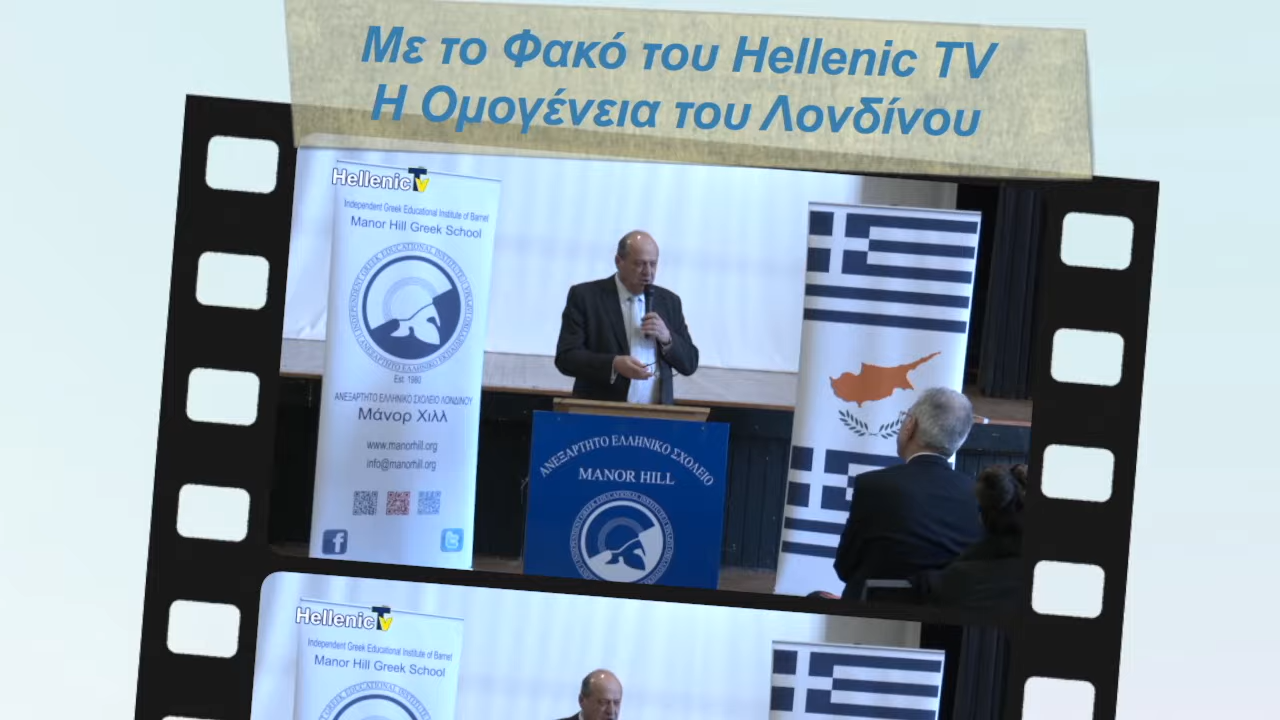 Με το Φακό του Hellenic TV
Η Ομογένεια του Λονδίνου
Hellenic TV
Independent Greek Educational Institute of Barnet
Manor Hill Greek School
Est. 1980
ΑΝΕΞΑΡΤΗΤΟ ΕΛΛΗΝΙΚΟ ΣΧΟΛΕΙΟ ΛΟΝΔΙΝΟΥ
Μάνορ Χιλλ
www.manorhill.org
info@manorhill.org
ΑΝΕΞΑΡΤΗΤΟ ΕΛΛΗΝΙΚΟ ΣΧΟΛΕΙΟ
MANOR HILL
Hellenic TV
Independent Greek Educational Institute of Barnet
Manor Hill Greek School